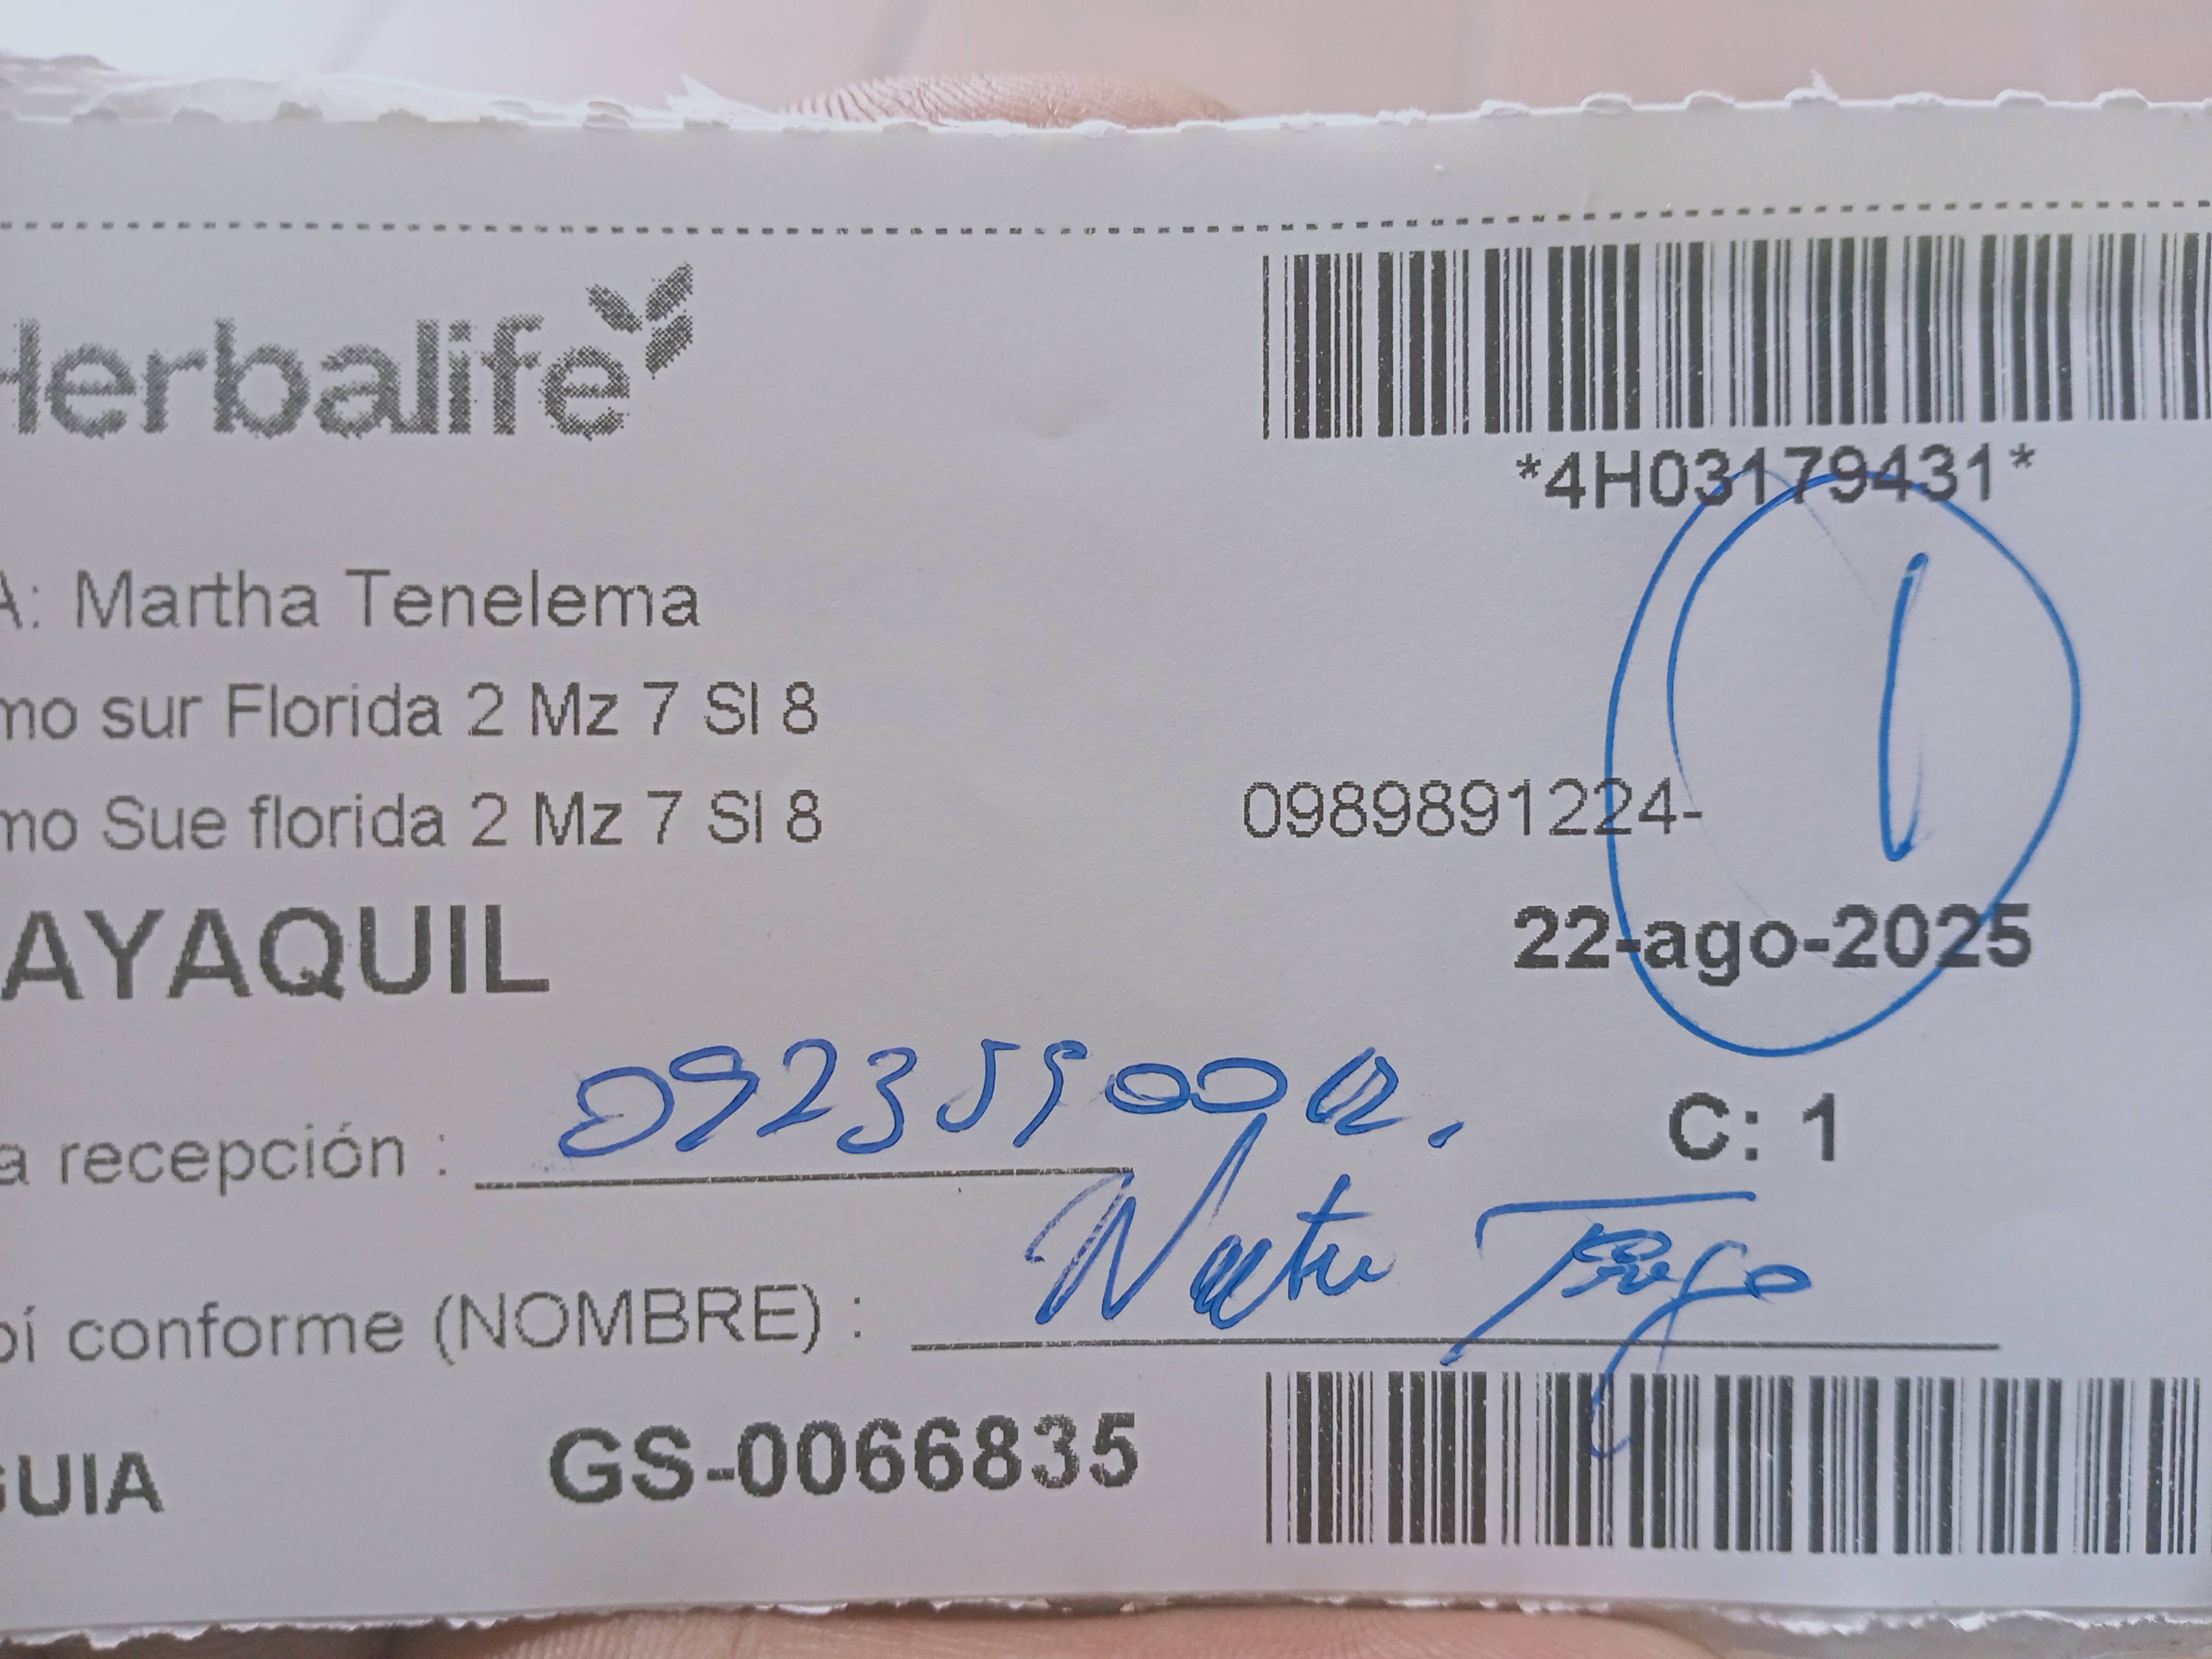 Herbalife
*4H03179431*
A: Martha Tenelema
mo sur Florida 2 Mz 7 Sl 8
mo Sue florida 2 Mz 7 Sl 8
0989891224-
AYAQUIL
22-ago-2025
1
a recepción :
C: 1
bí conforme (NOMBRE) :
GUIA
GS-0066835